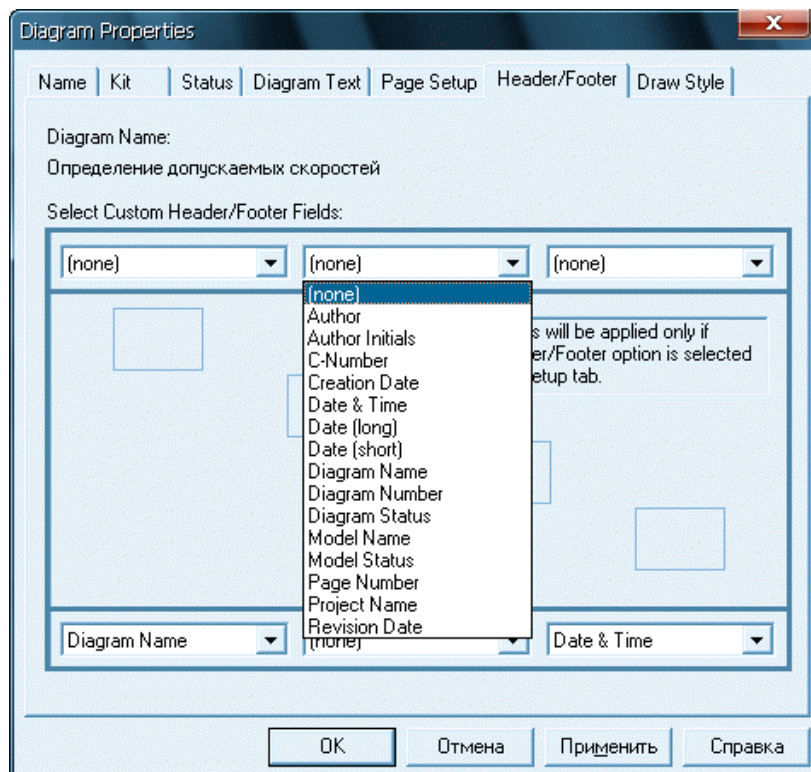 Diagram Properties
Name Kit Status Diagram Text Page Setup Header/Footer Draw Style
Diagram Name:
Определение допускаемых скоростей
Select Custom Header/Footer Fields:
(none) (none) (none)
(none)
Author
Author Initials
C-Number
Creation Date
Date & Time
Date (long)
Date (short)
Diagram Name
Diagram Number
Diagram Status
Model Name
Model Status
Page Number
Project Name
Revision Date
s will be applied only if
er/Footer option is selected
etup tab.
Diagram Name (none) Date & Time
OK Отмена Применить Справка